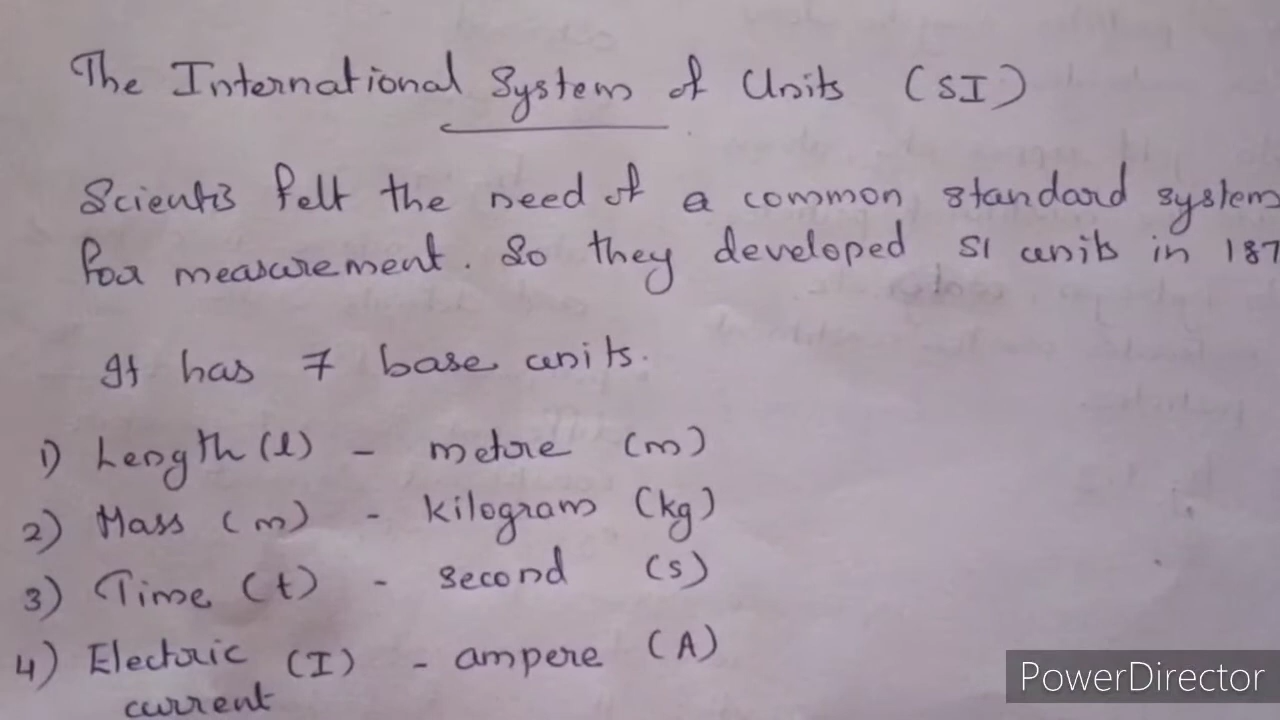 The International System of Units (SI)
Scients felt the need of a common standard system
for measurement. So they developed SI units in 187
It has 7 base units.
1) Length (l) - metre (m)
2) Mass (m) - kilogram (kg)
3) Time (t) - second (s)
4) Electric (I) - ampere (A)
current
PowerDirector